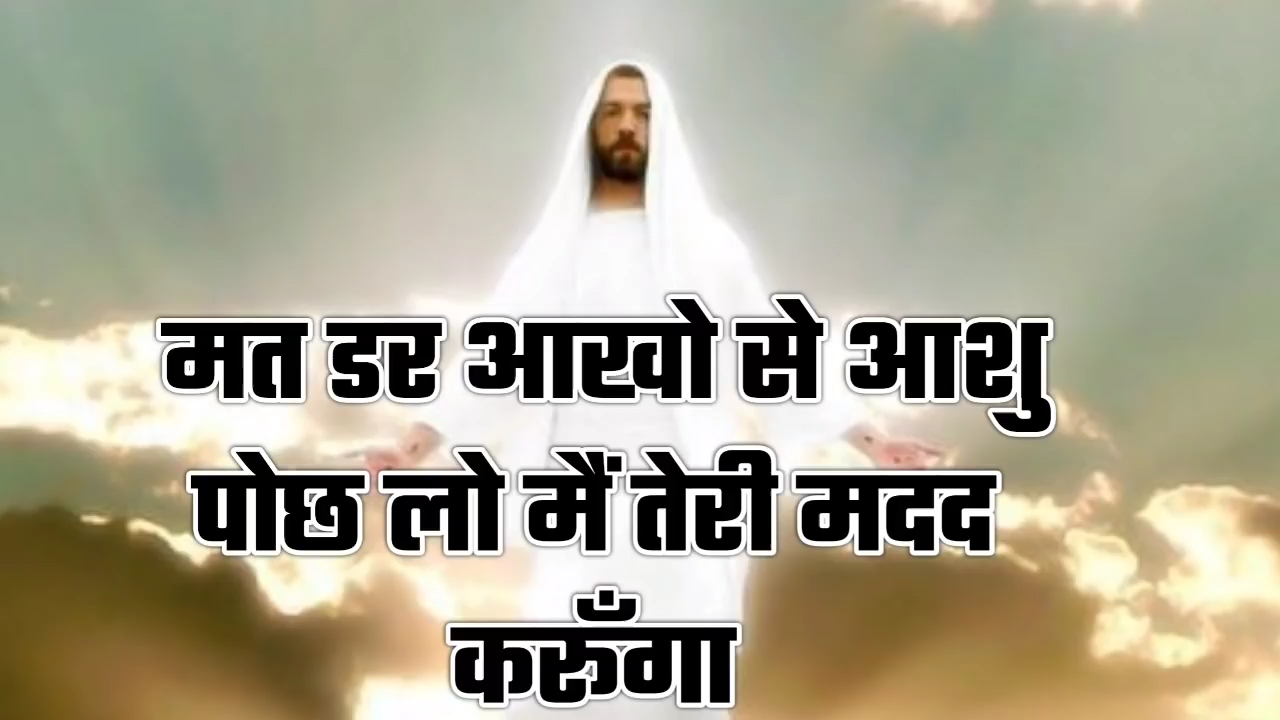 मत डर आखो से आशु
पोछ लो मैं तेरी मदद
करुँगा